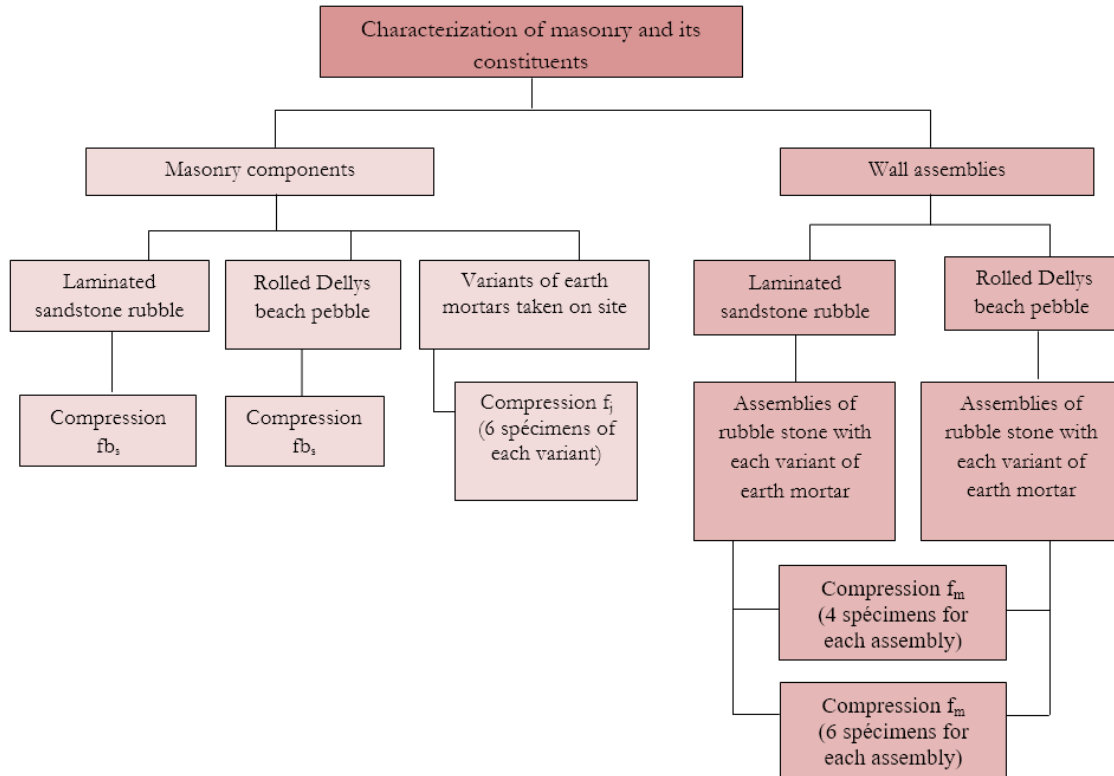 Characterization of masonry and its
constituents
Masonry components
Wall assemblies
Laminated
sandstone rubble
Rolled Dellys
beach pebble
Variants of earth
mortars taken on site
Laminated
sandstone rubble
Rolled Dellys
beach pebble
Compression
fbₛ
Compression
fbₛ
Compression fⱼ
(6 spécimens of
each variant)
Assemblies of
rubble stone with
each variant of
earth mortar
Assemblies of
rubble stone with
each variant of
earth mortar
Compression fₘ
(4 spécimens for
each assembly)
Compression fₘ
(6 spécimens for
each assembly)